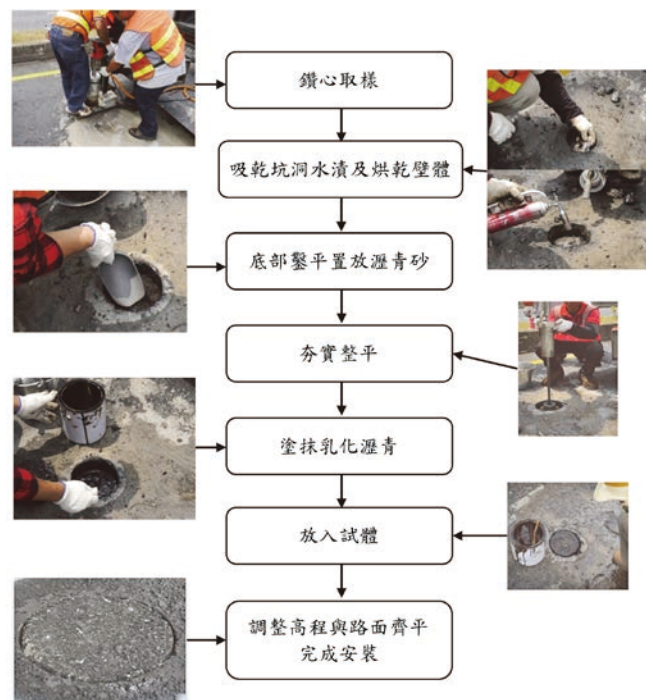 鑽心取樣
吸乾坑洞水漬及烘乾壁體
底部鑿平置放瀝青砂
夯實整平
塗抹乳化瀝青
放入試體
調整高程與路面齊平
完成安裝